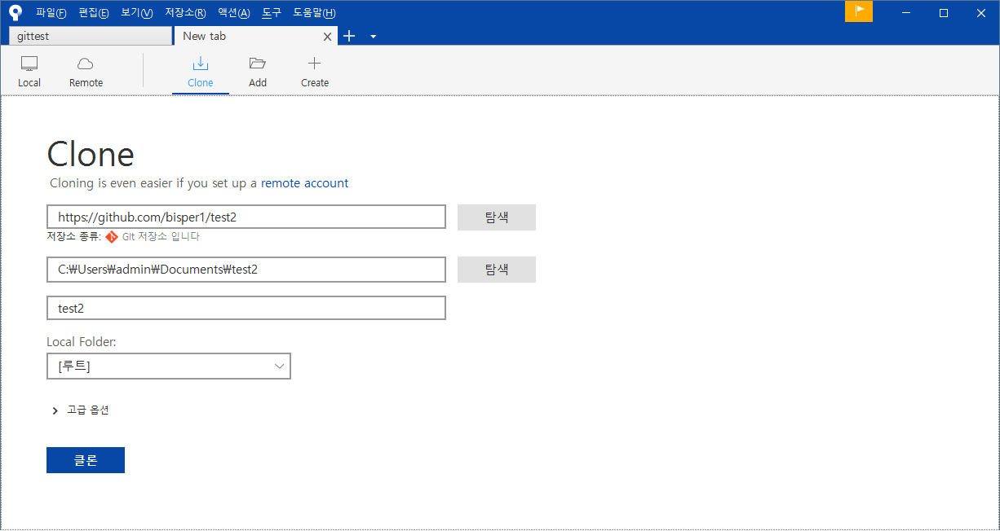 파일(F) 편집(E) 보기(V) 저장소(R) 액션(A) 도구 도움말(H)
gittest New tab
Local Remote Clone Add Create
Clone
Cloning is even easier if you set up a remote account
https://github.com/bisper1/test2 탐색
저장소 종류: Git 저장소 입니다
C:₩Users₩admin₩Documents₩test2 탐색
test2
Local Folder:
[루트]
고급 옵션
클론